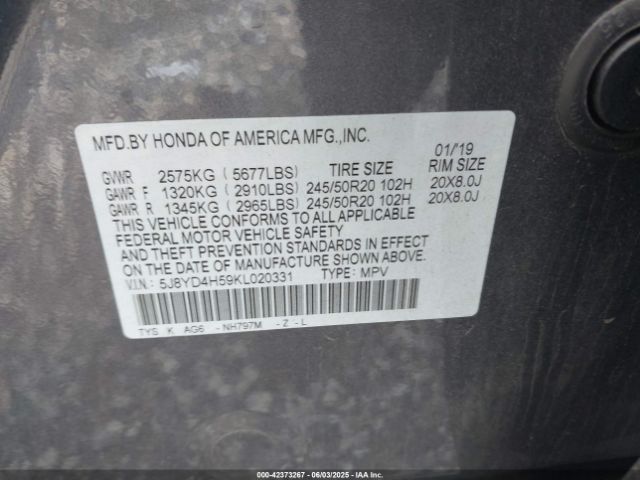 MFD.BY HONDA OF AMERICA MFG.,INC. 01/'19
GVWR 2575KG ( 5677LBS) TIRE SIZE RIM SIZE
GAWR F 1320KG ( 2910LBS) 245/50R20 102H 20X8.0J
GAWR R 1345KG ( 2965LBS) 245/50R20 102H 20X8.0J
THIS VEHICLE CONFORMS TO ALL APPLICABLE
FEDERAL MOTOR VEHICLE SAFETY
AND THEFT PREVENTION STANDARDS IN EFFECT
ON THE DATE OF MANUFACTURE SHOWN ABOVE.
V.I.N.: 5J8YD4H59KL020331 TYPE: MPV
TYS K AG6 - NH797M - Z - L
00-42373267 | 06/03/2025 | IAA Inc.